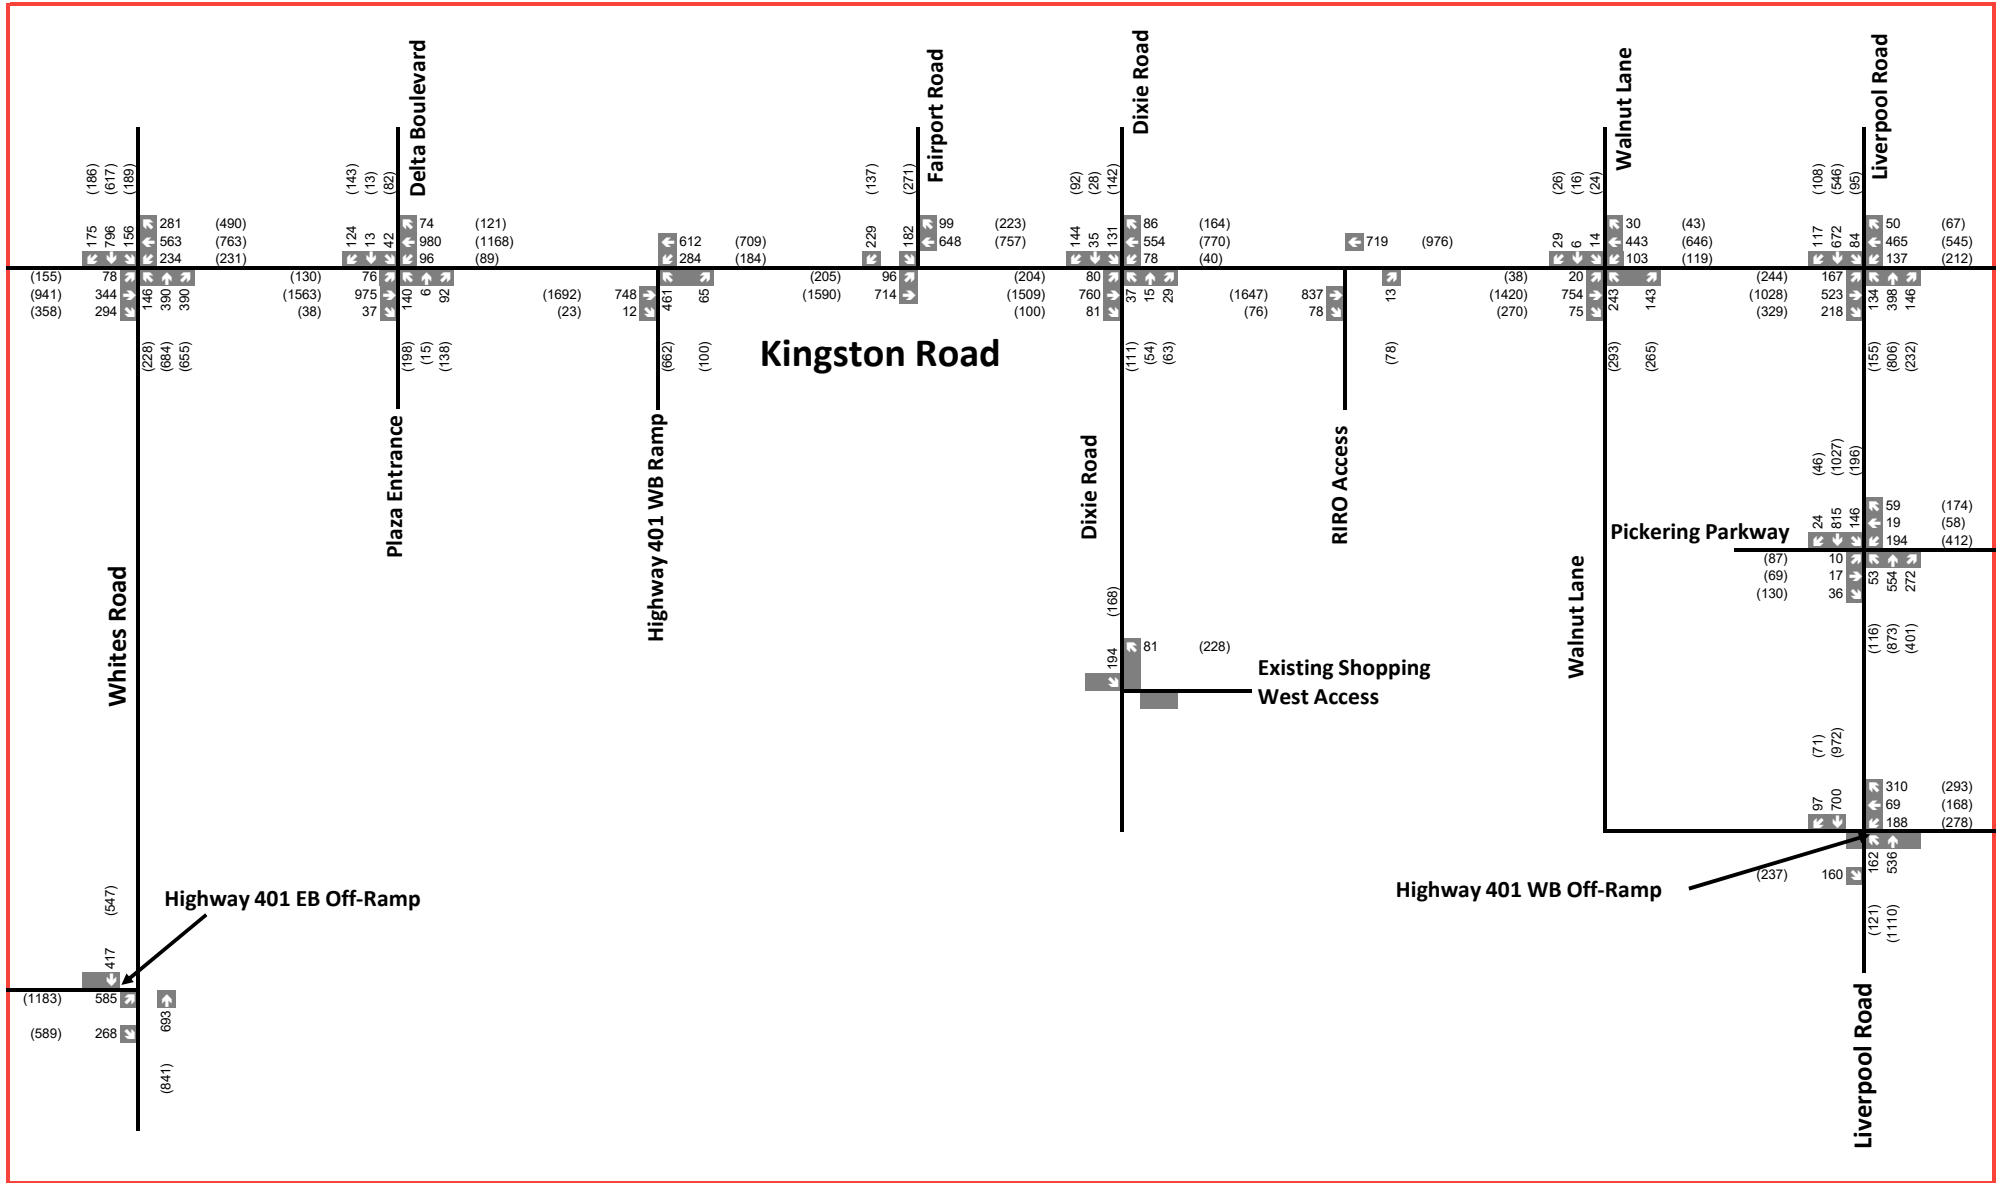 Delta Boulevard
Fairport Road
Dixie Road
Walnut Lane
Liverpool Road
(186) (617) (189)
(143) (13) (82)
(137) (271)
(92) (28) (142)
(26) (16) (24)
(108) (546) (95)
175 796 156
281 (490)
563 (763)
234 (231)
124 13 42
74 (121)
980 (1168)
96 (89)
612 (709)
284 (184)
229 182
99 (223)
648 (757)
144 35 131
86 (164)
554 (770)
78 (40)
719 (976)
29 6 14
30 (43)
443 (646)
103 (119)
117 672 84
50 (67)
465 (545)
137 (212)
(155) 78
(941) 344
(358) 294
146 390 390
(228) (684) (655)
(130) 76
(1563) 975
(38) 37
140 6 92
(198) (15) (138)
(1692) 748
(23) 12
461 65
(662) (100)
(205) 96
(1590) 714
(204) 80
(1509) 760
(100) 81
37 15 29
(111) (54) (63)
(1647) 837
(76) 78
13
(78)
(38) 20
(1420) 754
(270) 75
243 143
(293) (265)
(244) 167
(1028) 523
(329) 218
134 398 146
(155) (806) (232)
Kingston Road
Plaza Entrance
Highway 401 WB Ramp
Dixie Road
RIRO Access
(46) (1027) (196)
24 815 146
59 (174)
19 (58)
194 (412)
Pickering Parkway
(87) 10
(69) 17
(130) 36
53 554 272
(116) (873) (401)
Whites Road
Walnut Lane
(168)
194
81 (228)
Existing Shopping
West Access
(71) (972)
97 700
310 (293)
69 (168)
188 (278)
162 536
(237) 160
(121) (1110)
Highway 401 WB Off-Ramp
Highway 401 EB Off-Ramp
(547)
417
(1183) 585
(589) 268
693
(841)
Liverpool Road